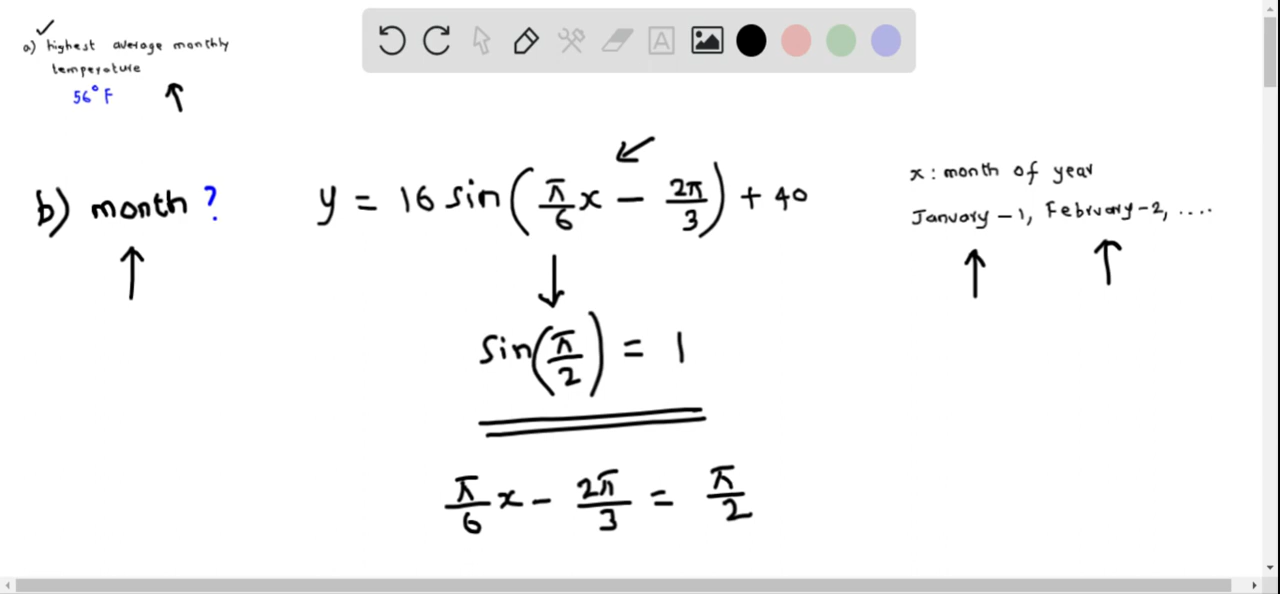 a) highest average monthly
temperature
56°F
b) month ?
y = 16 sin(π/6 x − 2π/3) + 40
x : month of year
January – 1, February – 2, ....
sin(π/2) = 1
π/6 x − 2π/3 = π/2